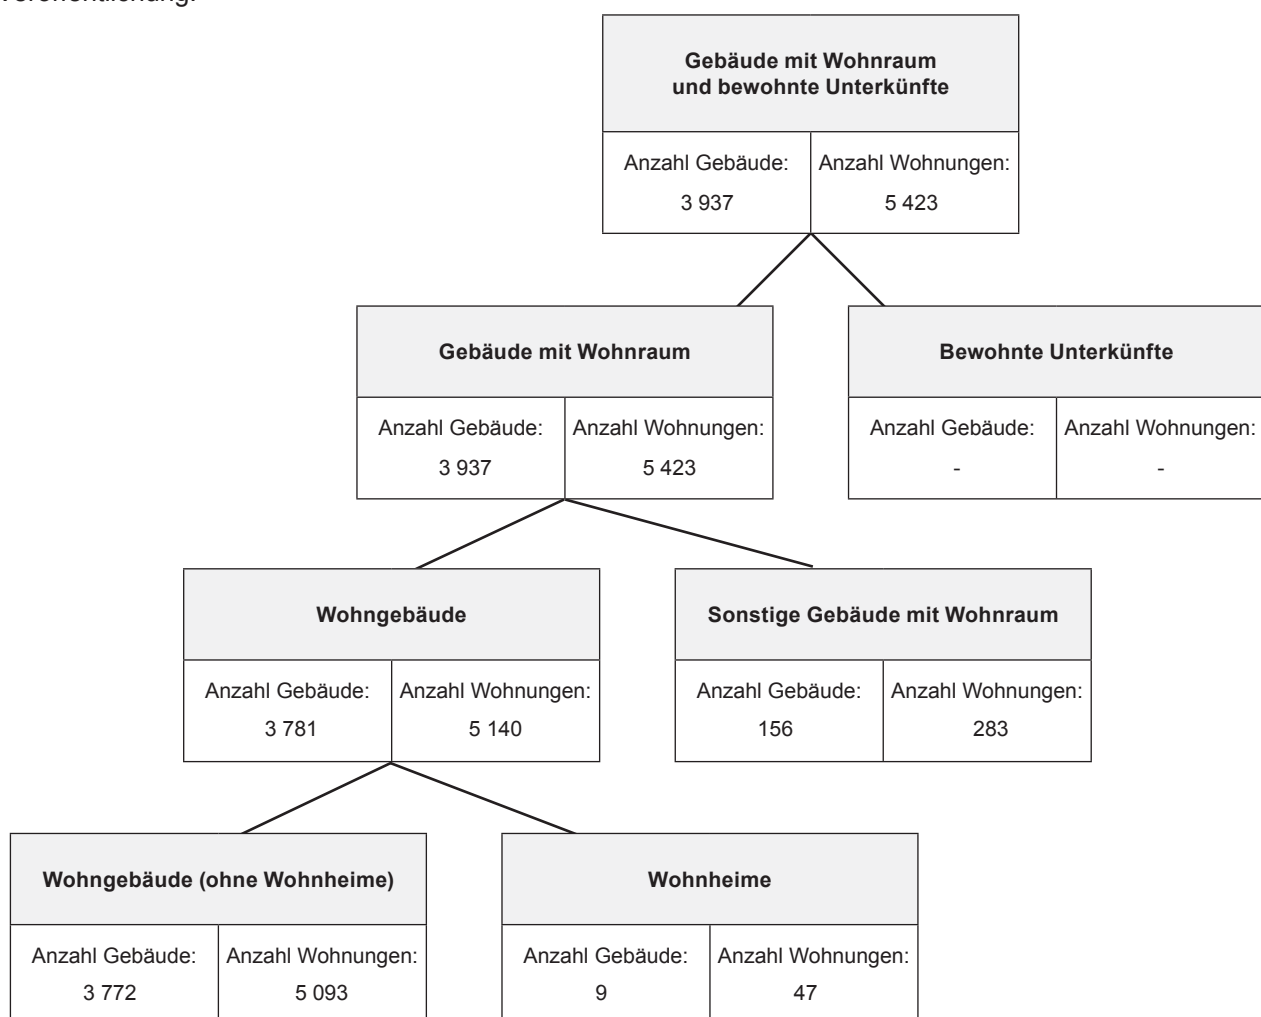 Veröffentlichung.
Gebäude mit Wohnraum
und bewohnte Unterkünfte
Anzahl Gebäude: Anzahl Wohnungen:
3 937 5 423
Gebäude mit Wohnraum Bewohnte Unterkünfte
Anzahl Gebäude: Anzahl Wohnungen: Anzahl Gebäude: Anzahl Wohnungen:
3 937 5 423 - -
Wohngebäude Sonstige Gebäude mit Wohnraum
Anzahl Gebäude: Anzahl Wohnungen: Anzahl Gebäude: Anzahl Wohnungen:
3 781 5 140 156 283
Wohngebäude (ohne Wohnheime) Wohnheime
Anzahl Gebäude: Anzahl Wohnungen: Anzahl Gebäude: Anzahl Wohnungen:
3 772 5 093 9 47